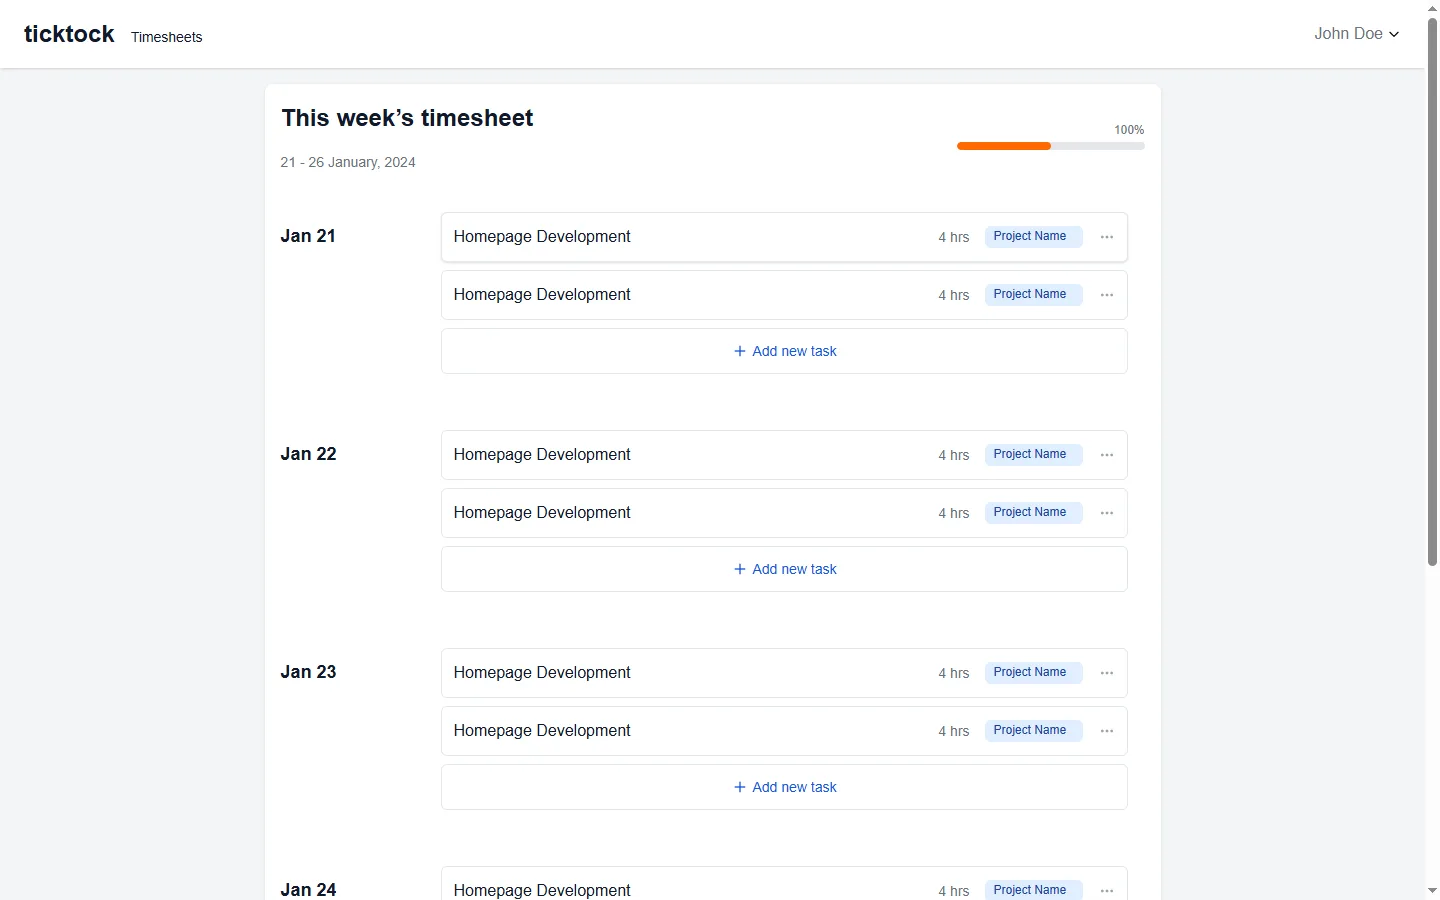 ticktock Timesheets John Doe
This week’s timesheet
100%
21 - 26 January, 2024
Jan 21 Homepage Development 4 hrs Project Name
Homepage Development 4 hrs Project Name
Add new task
Jan 22 Homepage Development 4 hrs Project Name
Homepage Development 4 hrs Project Name
Add new task
Jan 23 Homepage Development 4 hrs Project Name
Homepage Development 4 hrs Project Name
Add new task
Jan 24 Homepage Development 4 hrs Project Name